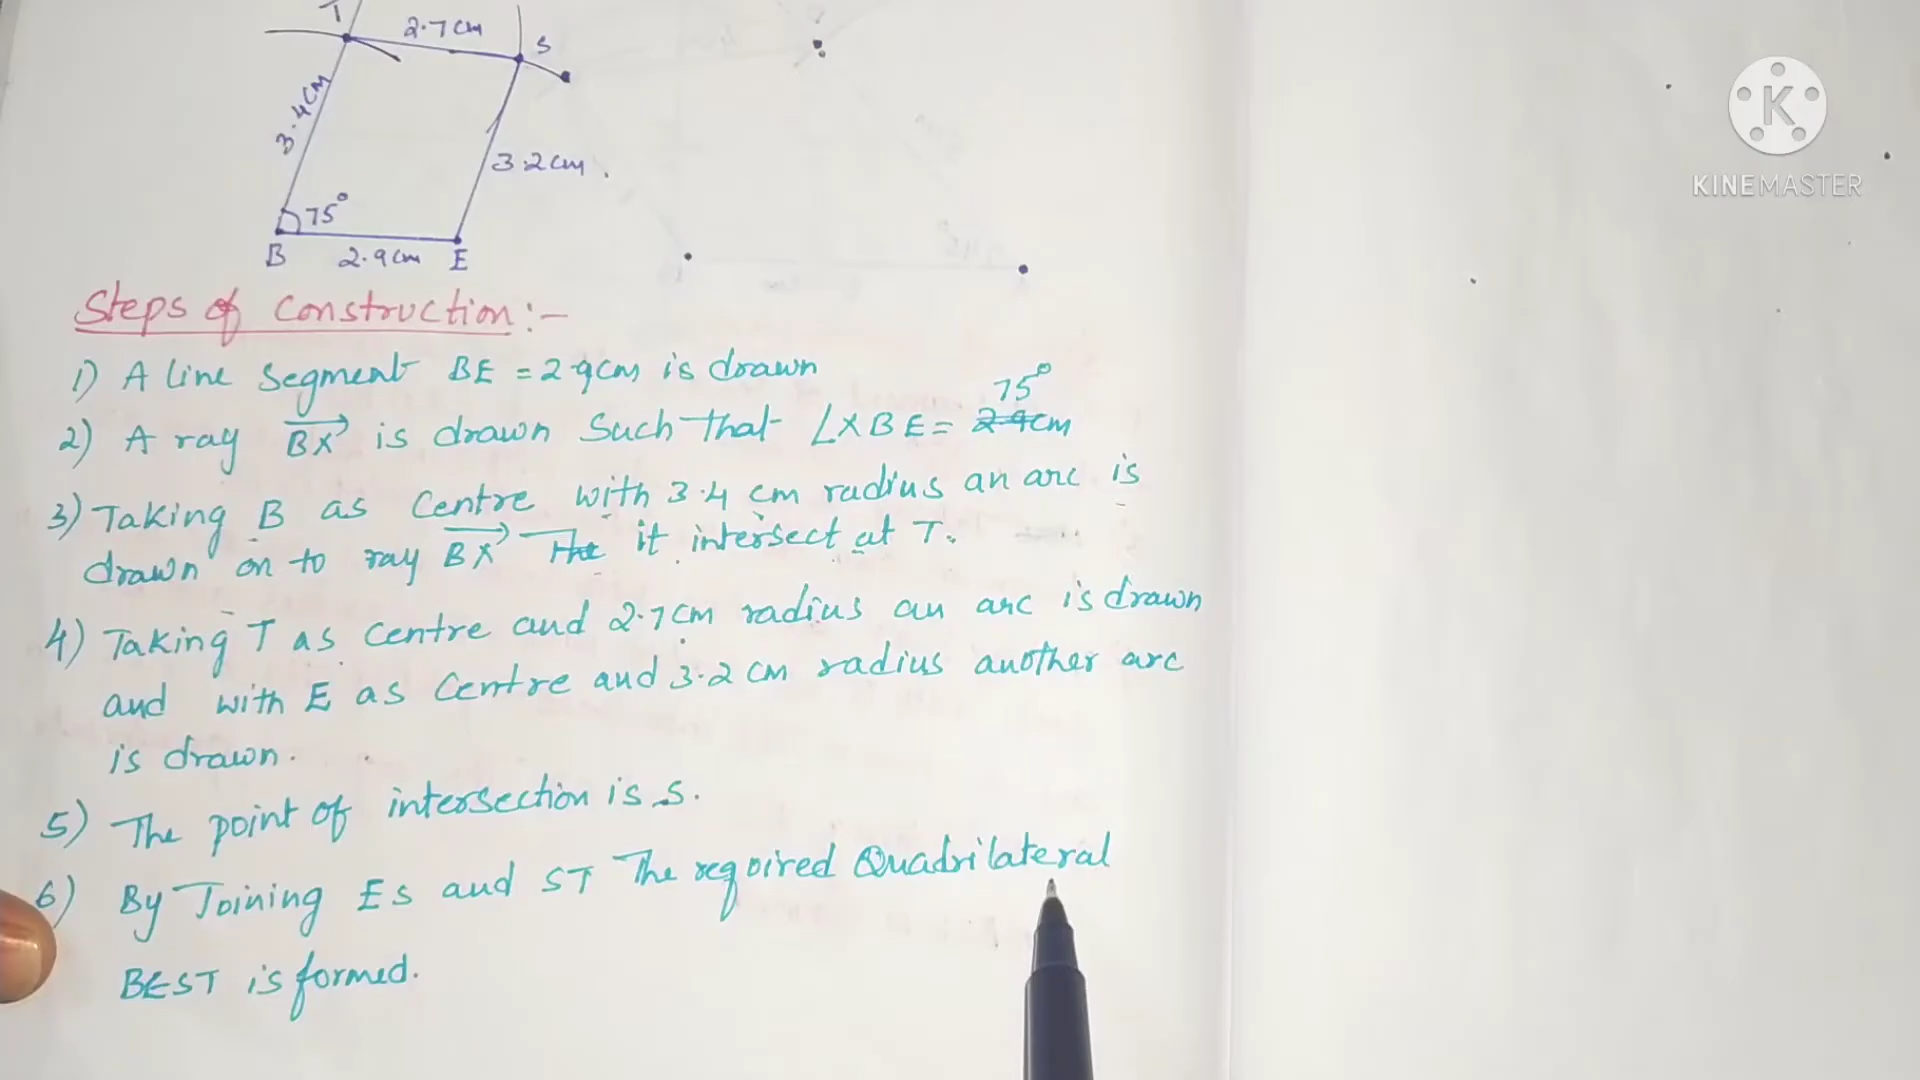 T
2.7cm
S
3.4cm
3.2cm
75°
B 2.9cm E
Steps of Construction:-
1) A line Segment BE = 2.9cm is drawn
75°
2) A ray BX is drawn Such that ∠XBE = 2.9cm
3) Taking B as Centre with 3.4 cm radius an arc is
drawn on to ray BX The it intersect at T.
4) Taking T as Centre and 2.7cm radius an arc is drawn
and with E as Centre and 3.2 cm radius another arc
is drawn.
5) The point of intersection is S.
6) By Joining ES and ST The reqoired Quadrilateral
BEST is formed.
K
KINEMASTER